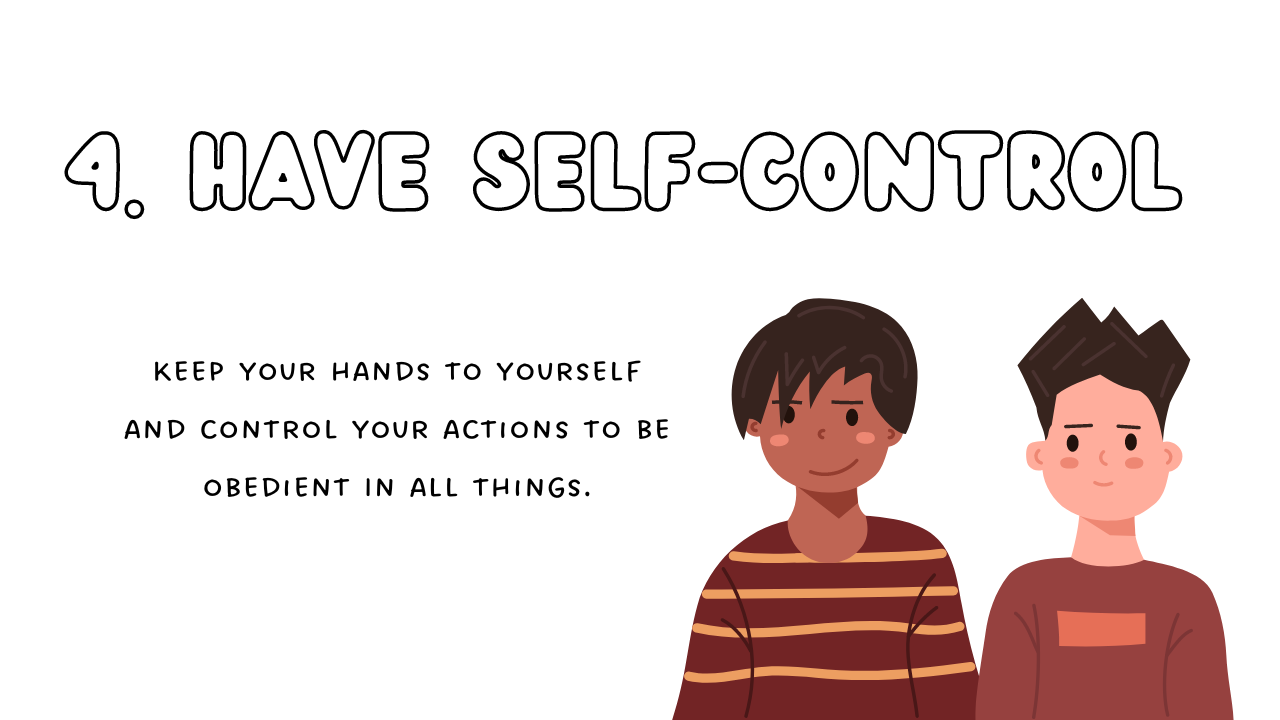 4. HAVE SELF-CONTROL
KEEP YOUR HANDS TO YOURSELF
AND CONTROL YOUR ACTIONS TO BE
OBEDIENT IN ALL THINGS.